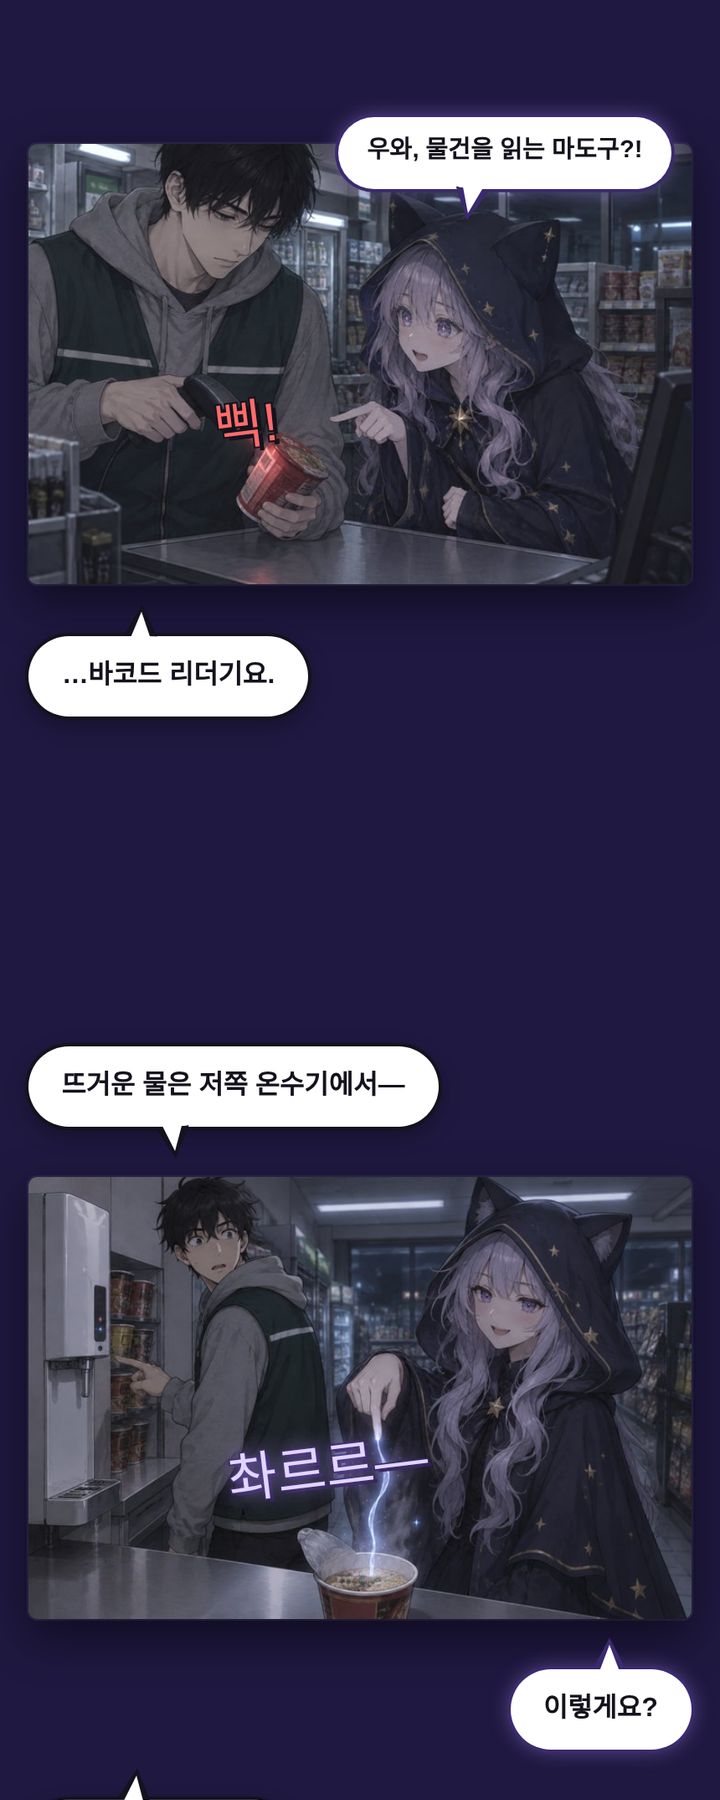 우와, 물건을 읽는 마도구?!
삑!
…바코드 리더기요.
뜨거운 물은 저쪽 온수기에서—
촤르르—
이렇게요?